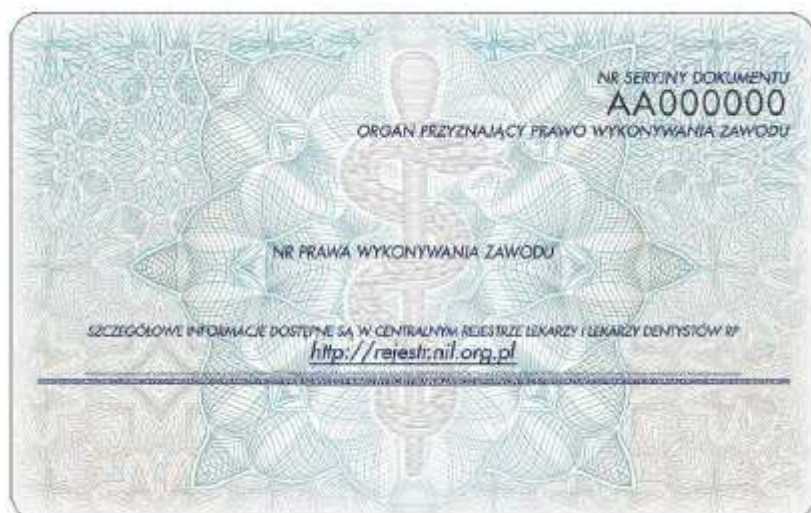 NR SERYJNY DOKUMENTU
AA000000
ORGAN PRZYZNAJĄCY PRAWO WYKONYWANIA ZAWODU
NR PRAWA WYKONYWANIA ZAWODU
SZCZEGÓŁOWE INFORMACJE DOSTĘPNE SĄ W CENTRALNYM REJESTRZE LEKARZY I LEKARZY DENTYSTÓW RP
http://rejestr.nil.org.pl